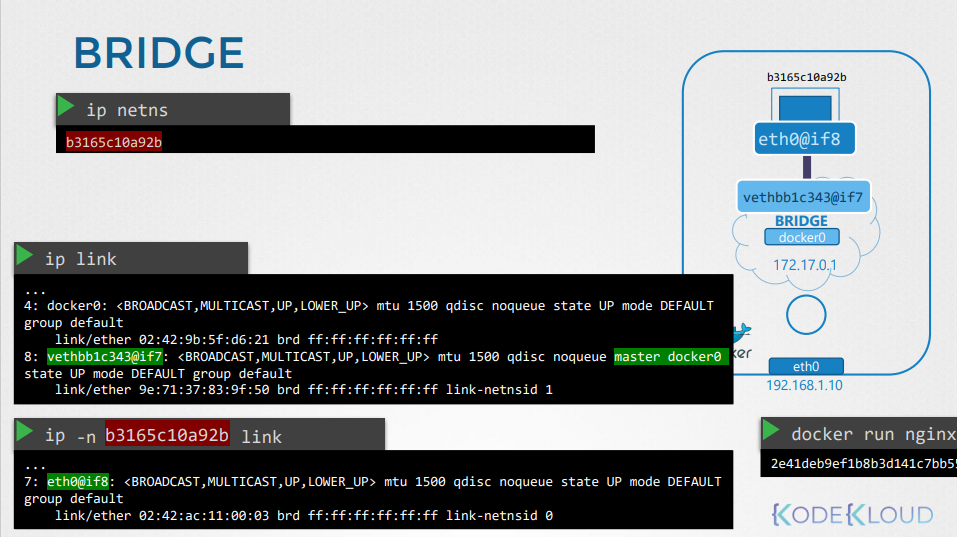 BRIDGE
ip netns
b3165c10a92b
ip link
...
4: docker0: <BROADCAST,MULTICAST,UP,LOWER_UP> mtu 1500 qdisc noqueue state UP mode DEFAULT
group default
link/ether 02:42:9b:5f:d6:21 brd ff:ff:ff:ff:ff:ff
8: vethbb1c343@if7: <BROADCAST,MULTICAST,UP,LOWER_UP> mtu 1500 qdisc noqueue master docker0
state UP mode DEFAULT group default
link/ether 9e:71:37:83:9f:50 brd ff:ff:ff:ff:ff:ff link-netnsid 1
ip -n b3165c10a92b link
...
7: eth0@if8: <BROADCAST,MULTICAST,UP,LOWER_UP> mtu 1500 qdisc noqueue state UP mode DEFAULT
group default
link/ether 02:42:ac:11:00:03 brd ff:ff:ff:ff:ff:ff link-netnsid 0
b3165c10a92b
eth0@if8
vethbb1c343@if7
BRIDGE
docker0
172.17.0.1
ker
eth0
192.168.1.10
docker run nginx
2e41deb9ef1b8b3d141c7bb5
KODEKLOUD